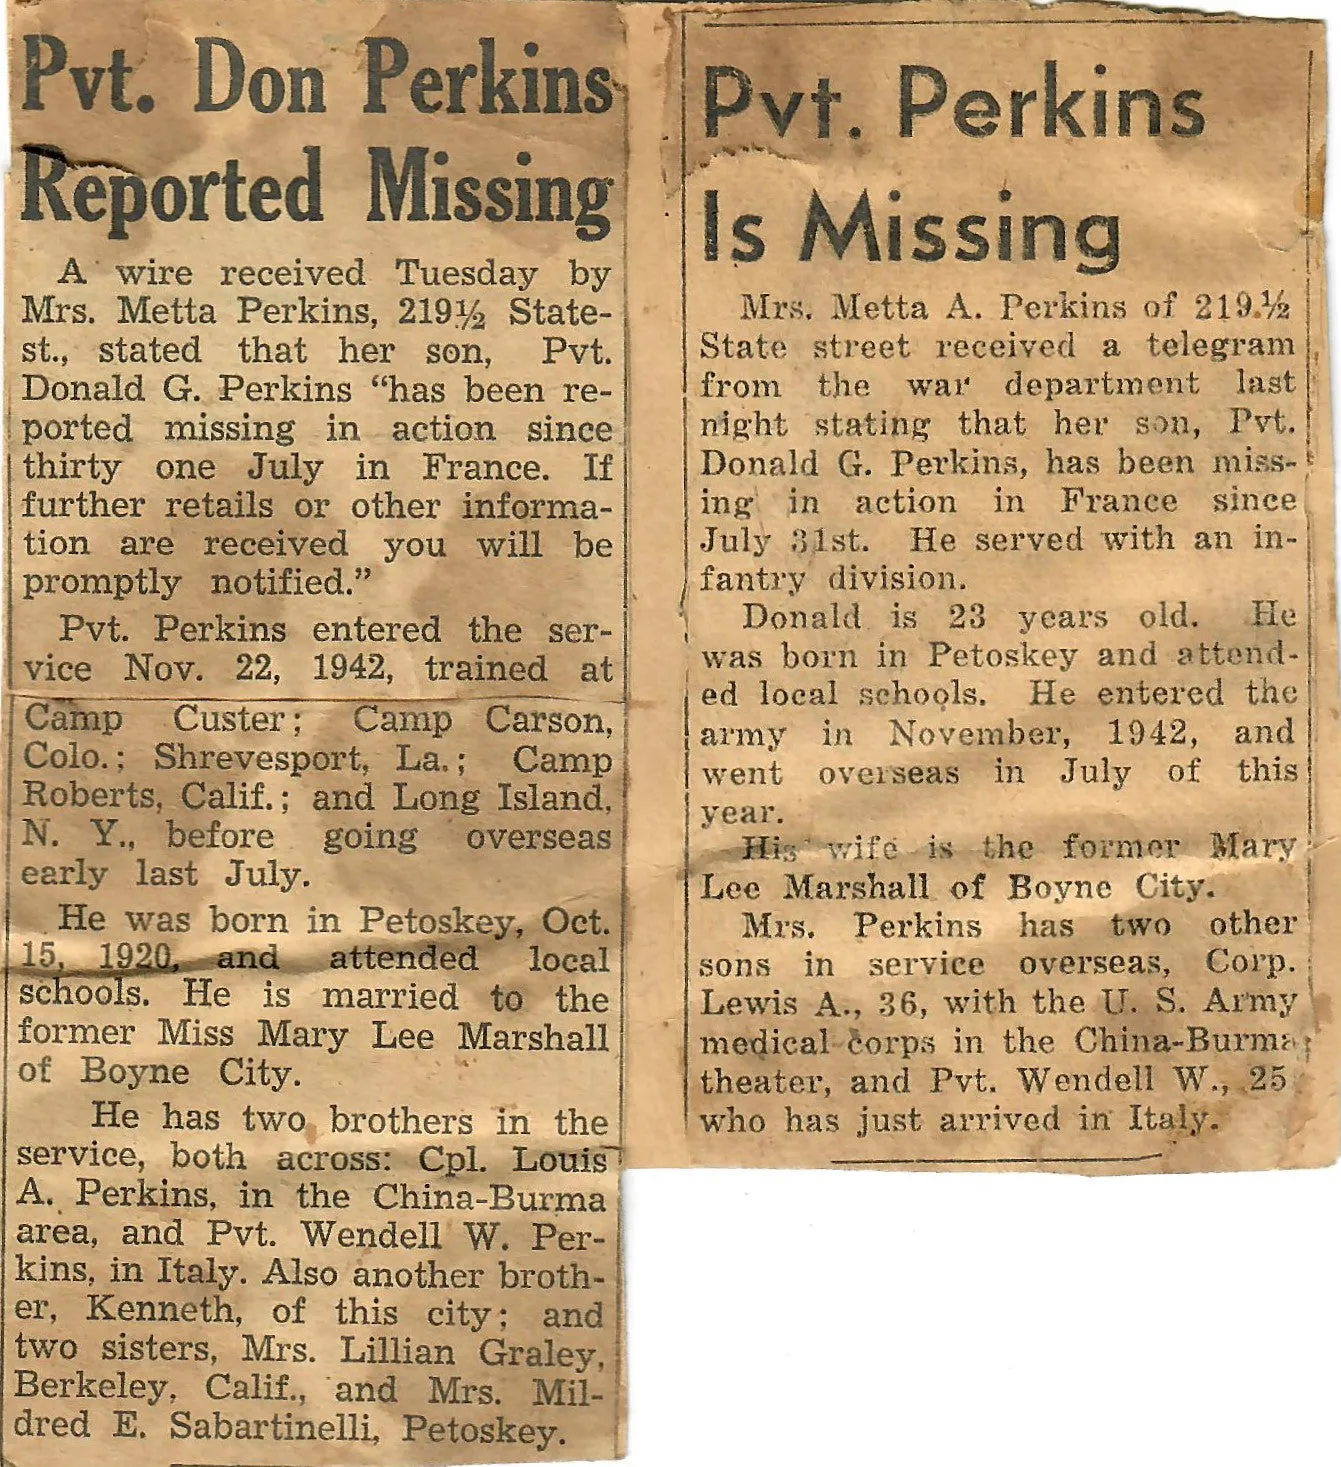 Pvt. Don Perkins
Reported Missing
A wire received Tuesday by
Mrs. Metta Perkins, 219½ State-
st., stated that her son, Pvt.
Donald G. Perkins “has been re-
ported missing in action since
thirty one July in France. If
further retails or other informa-
tion are received you will be
promptly notified.”
Pvt. Perkins entered the ser-
vice Nov. 22, 1942, trained at
Camp Custer; Camp Carson,
Colo.; Shrevesport, La.; Camp
Roberts, Calif.; and Long Island,
N. Y., before going overseas
early last July.
He was born in Petoskey, Oct.
15, 1920, and attended local
schools. He is married to the
former Miss Mary Lee Marshall
of Boyne City.
He has two brothers in the
service, both across: Cpl. Louis
A. Perkins, in the China-Burma
area, and Pvt. Wendell W. Per-
kins, in Italy. Also another broth-
er, Kenneth, of this city; and
two sisters, Mrs. Lillian Graley,
Berkeley, Calif., and Mrs. Mil-
dred E. Sabartinelli, Petoskey.
Pvt. Perkins
Is Missing
Mrs. Metta A. Perkins of 219½
State street received a telegram
from the war department last
night stating that her son, Pvt.
Donald G. Perkins, has been miss-
ing in action in France since
July 31st. He served with an in-
fantry division.
Donald is 23 years old. He
was born in Petoskey and attend-
ed local schools. He entered the
army in November, 1942, and
went overseas in July of this
year.
His wife is the former Mary
Lee Marshall of Boyne City.
Mrs. Perkins has two other
sons in service overseas, Corp.
Lewis A., 36, with the U. S. Army
medical corps in the China-Burma
theater, and Pvt. Wendell W., 25
who has just arrived in Italy.